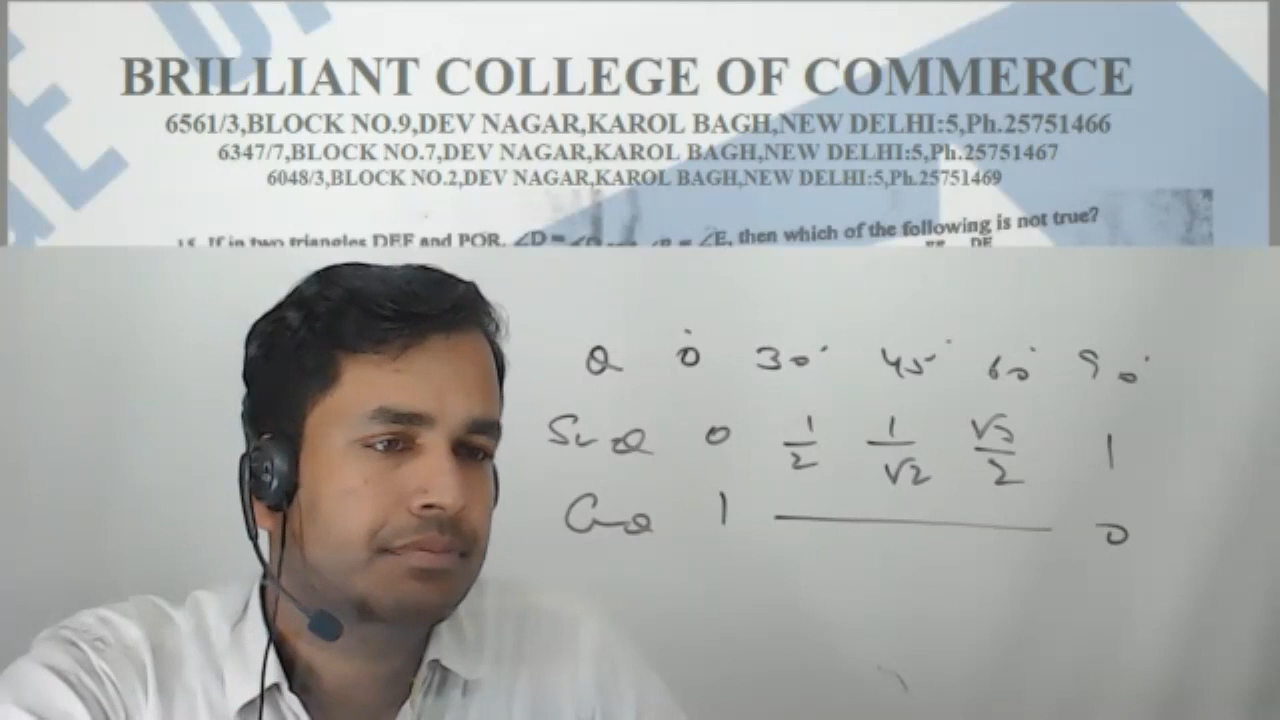 BRILLIANT COLLEGE OF COMMERCE
6561/3,BLOCK NO.9,DEV NAGAR,KAROL BAGH,NEW DELHI:5,Ph.25751466
6347/7,BLOCK NO.7,DEV NAGAR,KAROL BAGH,NEW DELHI:5,Ph.25751467
6048/3,BLOCK NO.2,DEV NAGAR,KAROL BAGH,NEW DELHI:5,Ph.25751469
If in two triangles DEF and PQR, ∠D = = ∠E, then which of the following is not true?
DE
θ 0° 30° 45° 60° 90°
Sin θ 0 1/2 1/√2 √3/2 1
Cos θ 1 0